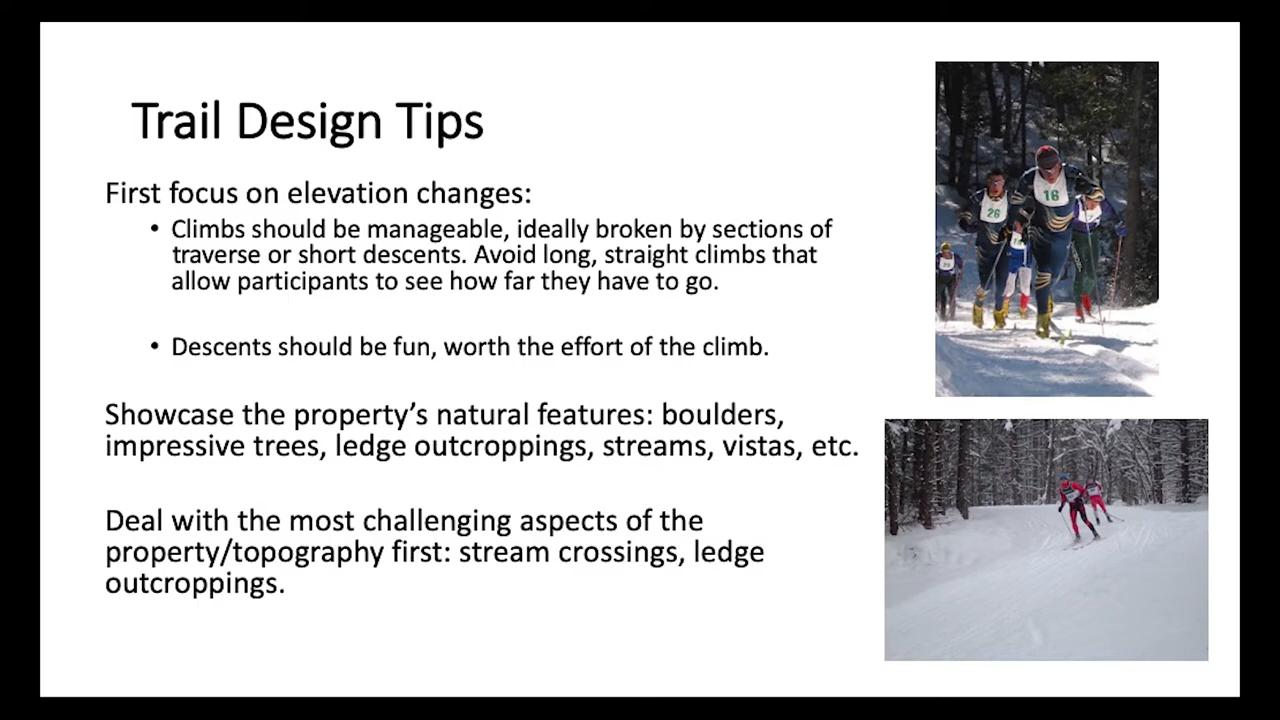 Trail Design Tips
First focus on elevation changes:
• Climbs should be manageable, ideally broken by sections of
traverse or short descents. Avoid long, straight climbs that
allow participants to see how far they have to go.
• Descents should be fun, worth the effort of the climb.
Showcase the property’s natural features: boulders,
impressive trees, ledge outcroppings, streams, vistas, etc.
Deal with the most challenging aspects of the
property/topography first: stream crossings, ledge
outcroppings.
16
26